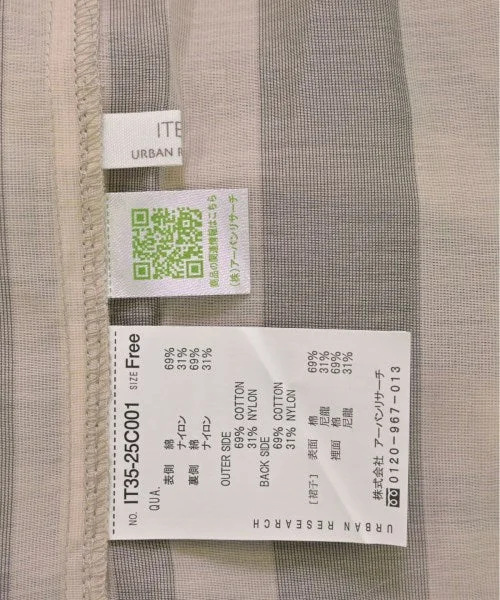 ITE
URBAN R
商品の関連情報はこちら
(株)アーバンリサーチ
NO. IT35-25C001 SIZE Free
QUA.
表側 綿 69%
ナイロン 31%
裏側 綿 69%
ナイロン 31%
OUTER SIDE
69% COTTON
31% NYLON
BACK SIDE
69% COTTON
31% NYLON
[裙子]
表面 棉 69%
尼龍 31%
裡面 棉 69%
尼龍 31%
株式会社 アーバンリサーチ
0120-967-013
URBAN RESEARCH